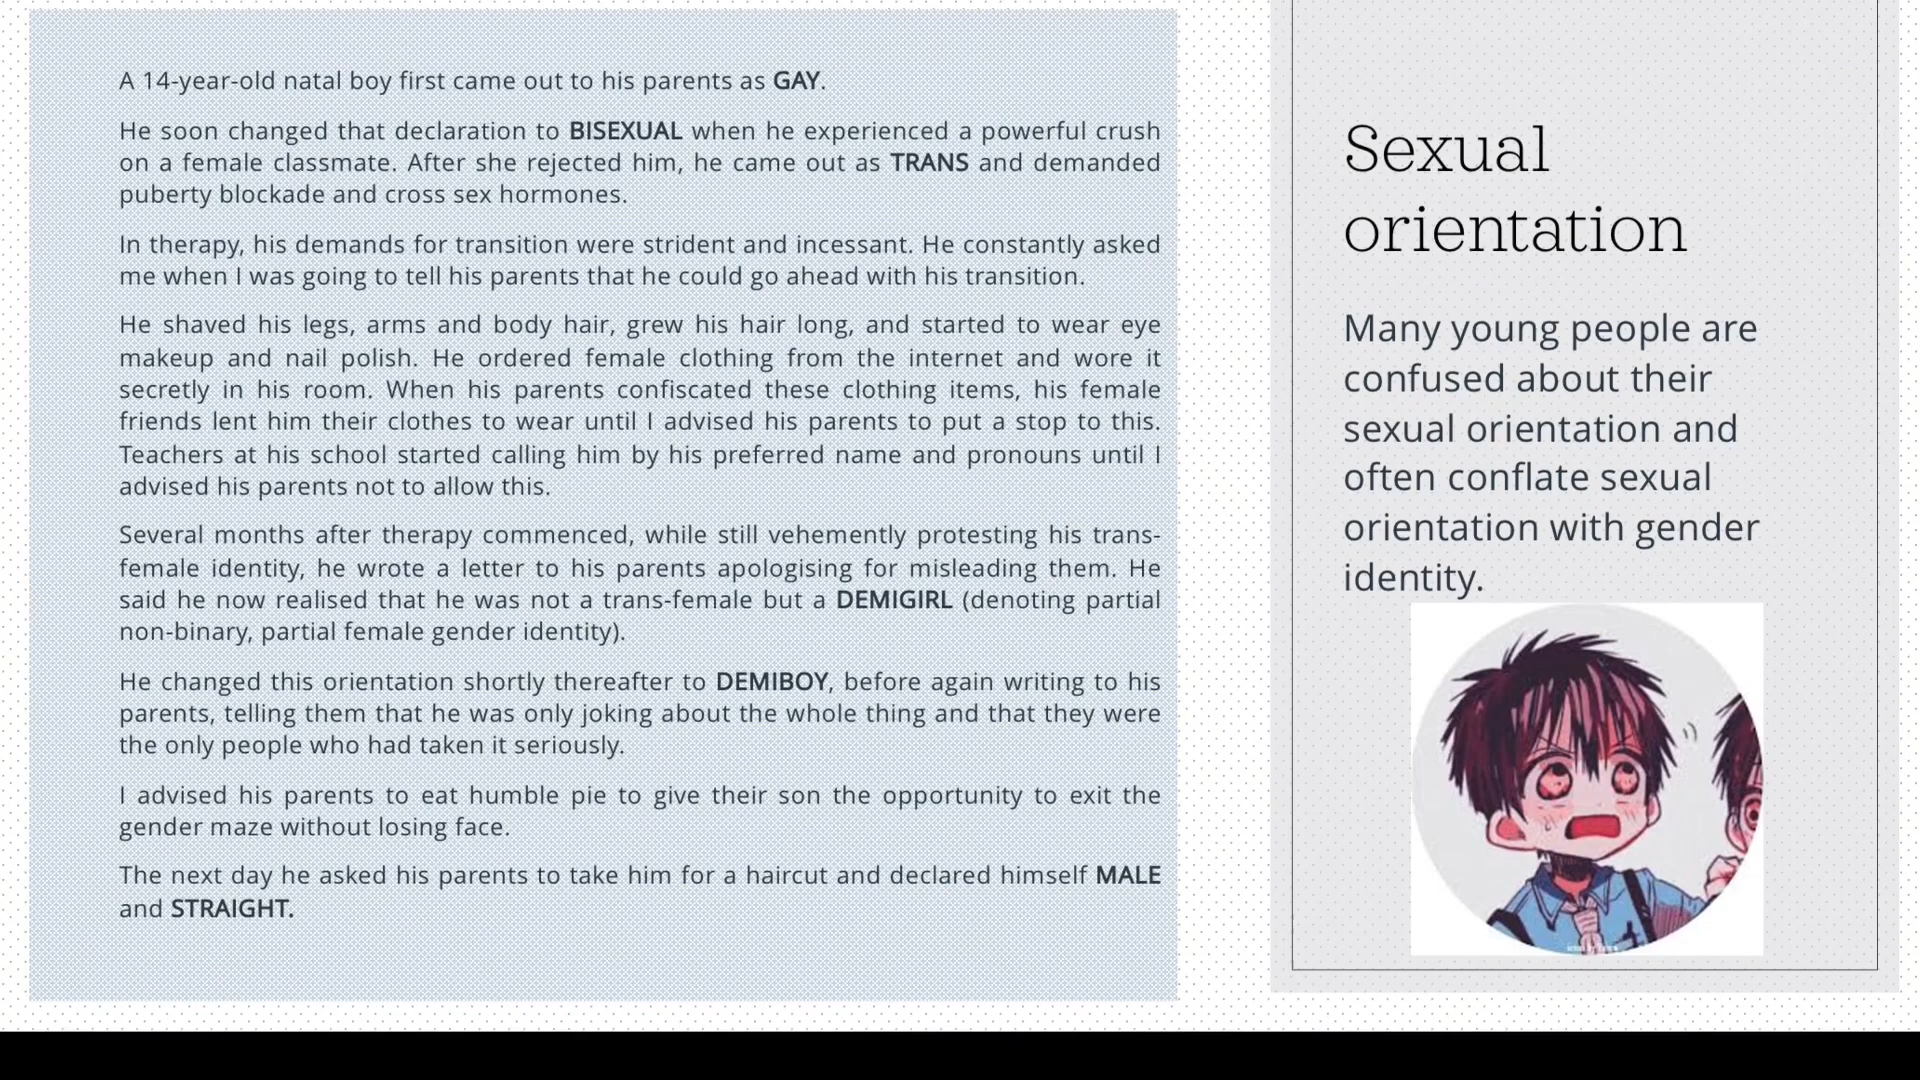 A 14-year-old natal boy first came out to his parents as GAY.
He soon changed that declaration to BISEXUAL when he experienced a powerful crush
on a female classmate. After she rejected him, he came out as TRANS and demanded
puberty blockade and cross sex hormones.
In therapy, his demands for transition were strident and incessant. He constantly asked
me when I was going to tell his parents that he could go ahead with his transition.
He shaved his legs, arms and body hair, grew his hair long, and started to wear eye
makeup and nail polish. He ordered female clothing from the internet and wore it
secretly in his room. When his parents confiscated these clothing items, his female
friends lent him their clothes to wear until I advised his parents to put a stop to this.
Teachers at his school started calling him by his preferred name and pronouns until I
advised his parents not to allow this.
Several months after therapy commenced, while still vehemently protesting his trans-
female identity, he wrote a letter to his parents apologising for misleading them. He
said he now realised that he was not a trans-female but a DEMIGIRL (denoting partial
non-binary, partial female gender identity).
He changed this orientation shortly thereafter to DEMIBOY, before again writing to his
parents, telling them that he was only joking about the whole thing and that they were
the only people who had taken it seriously.
I advised his parents to eat humble pie to give their son the opportunity to exit the
gender maze without losing face.
The next day he asked his parents to take him for a haircut and declared himself MALE
and STRAIGHT.
Sexual
orientation
Many young people are
confused about their
sexual orientation and
often conflate sexual
orientation with gender
identity.